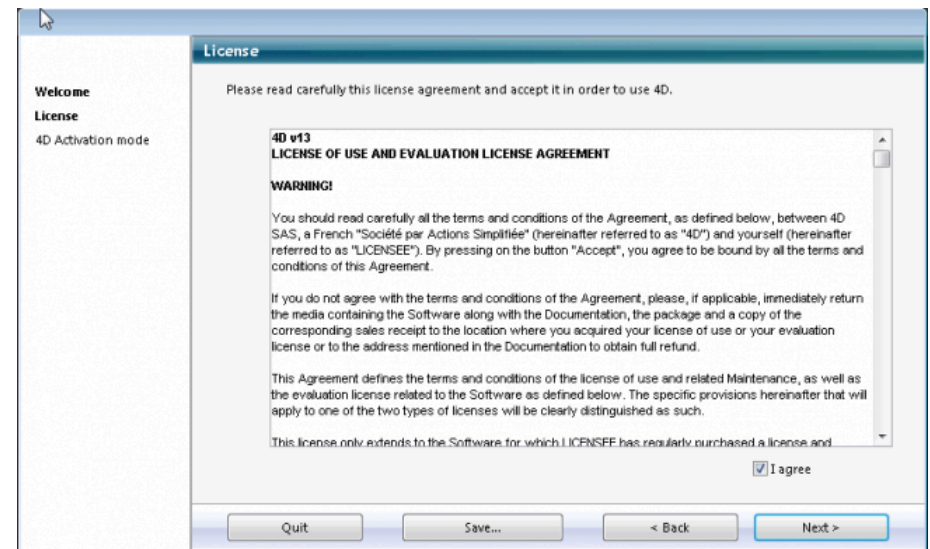 License
Please read carefully this license agreement and accept it in order to use 4D.
Welcome
License
4D Activation mode
4D v13
LICENSE OF USE AND EVALUATION LICENSE AGREEMENT
WARNING!
You should read carefully all the terms and conditions of the Agreement, as defined below, between 4D
SAS, a French "Société par Actions Simplifiée" (hereinafter referred to as "4D") and yourself (hereinafter
referred to as "LICENSEE"). By pressing on the button "Accept", you agree to be bound by all the terms and
conditions of this Agreement.
If you do not agree with the terms and conditions of the Agreement, please, if applicable, immediately return
the media containing the Software along with the Documentation, the package and a copy of the
corresponding sales receipt to the location where you acquired your license of use or your evaluation
license or to the address mentioned in the Documentation to obtain full refund.
This Agreement defines the terms and conditions of the license of use and related Maintenance, as well as
the evaluation license related to the Software as defined below. The specific provisions hereinafter that will
apply to one of the two types of licenses will be clearly distinguished as such.
This license only extends to the Software for which LICENSEE has regularly purchased a license and
I agree
Quit
Save...
< Back
Next >